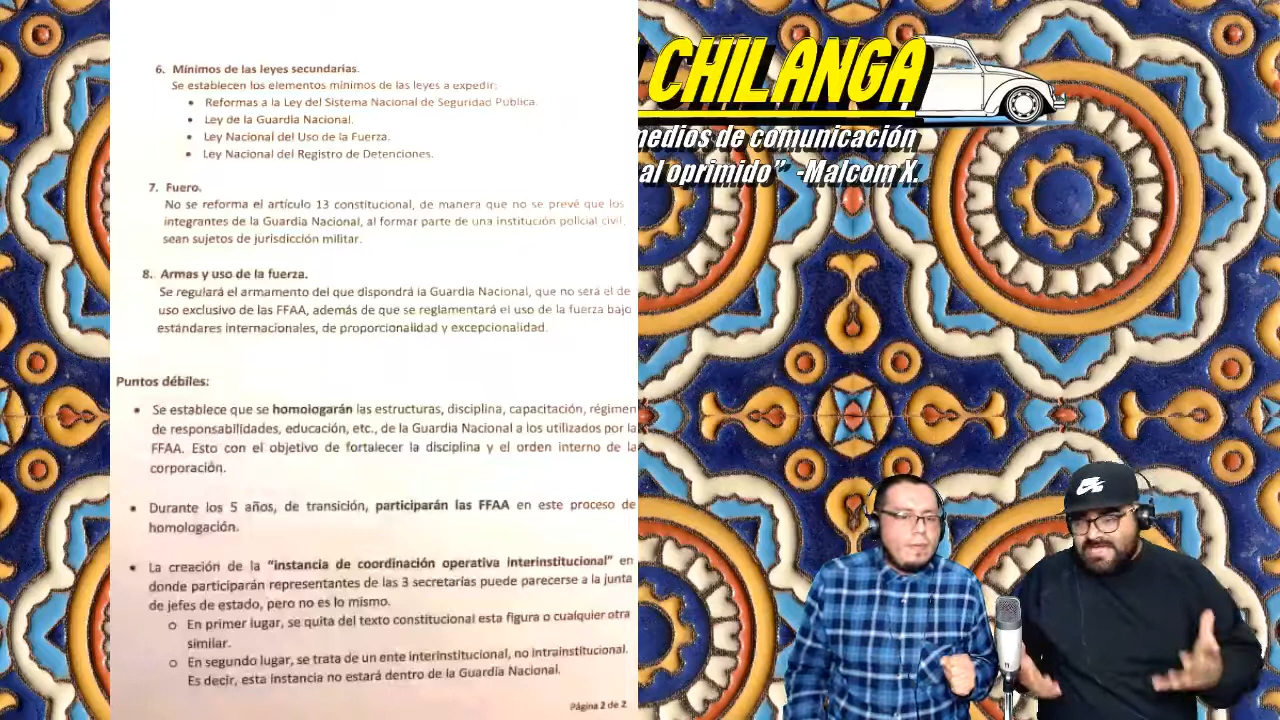 6. Mínimos de las leyes secundarias.
Se establecen los elementos mínimos de las leyes a expedir:
• Reformas a la Ley del Sistema Nacional de Seguridad Pública.
• Ley de la Guardia Nacional.
• Ley Nacional del Uso de la Fuerza.
• Ley Nacional del Registro de Detenciones.
7. Fuero.
No se reforma el artículo 13 constitucional, de manera que no se prevé que los
integrantes de la Guardia Nacional, al formar parte de una institución policial civil,
sean sujetos de jurisdicción militar.
8. Armas y uso de la fuerza.
Se regulará el armamento del que dispondrá la Guardia Nacional, que no será el de
uso exclusivo de las FFAA, además de que se reglamentará el uso de la fuerza bajo
estándares internacionales, de proporcionalidad y excepcionalidad.
Puntos débiles:
• Se establece que se homologarán las estructuras, disciplina, capacitación, régimen
de responsabilidades, educación, etc., de la Guardia Nacional a los utilizados por la
FFAA. Esto con el objetivo de fortalecer la disciplina y el orden interno de la
corporación.
• Durante los 5 años, de transición, participarán las FFAA en este proceso de
homologación.
• La creación de la “instancia de coordinación operativa interinstitucional” en
donde participarán representantes de las 3 secretarías puede parecerse a la junta
de jefes de estado, pero no es lo mismo.
o En primer lugar, se quita del texto constitucional esta figura o cualquier otra
similar.
o En segundo lugar, se trata de un ente interinstitucional, no intrainstitucional.
Es decir, esta instancia no estará dentro de la Guardia Nacional.
Página 2 de 2
CHILANGA
medios de comunicación
al oprimido” -Malcom X.